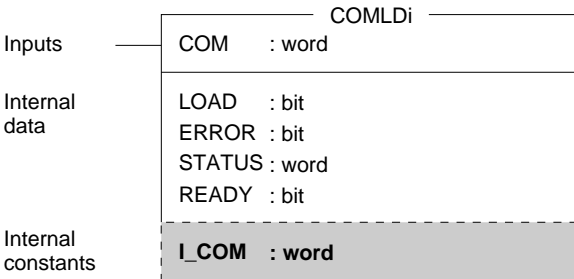 COMLDi
Inputs COM : word
Internal data LOAD : bit
ERROR : bit
STATUS : word
READY : bit
Internal constants I_COM : word